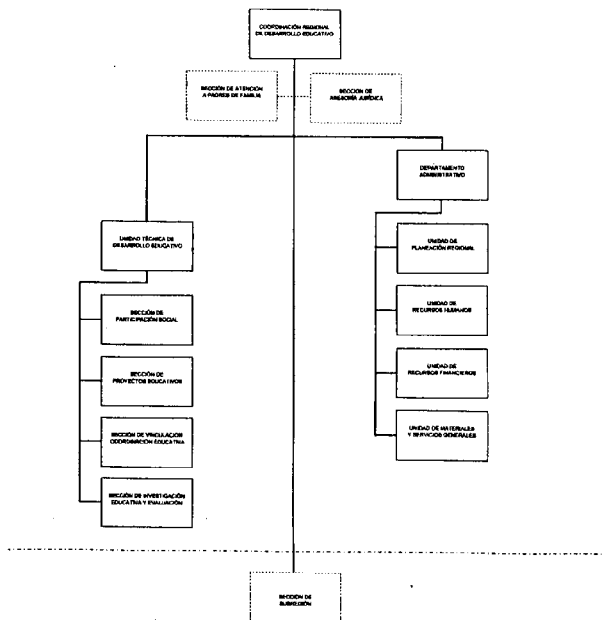 COORDINACIÓN REGIONAL
DE DESARROLLO EDUCATIVO
SECCIÓN DE ATENCIÓN
A PADRES DE FAMILIA
SECCIÓN DE
ASESORÍA JURÍDICA
DEPARTAMENTO
ADMINISTRATIVO
UNIDAD TÉCNICA DE
DESARROLLO EDUCATIVO
UNIDAD DE
PLANEACIÓN REGIONAL
SECCIÓN DE
PARTICIPACIÓN SOCIAL
UNIDAD DE
RECURSOS HUMANOS
SECCIÓN DE
PROYECTOS EDUCATIVOS
UNIDAD DE
RECURSOS FINANCIEROS
SECCIÓN DE VINCULACIÓN
COORDINACIÓN EDUCATIVA
UNIDAD DE MATERIALES
Y SERVICIOS GENERALES
SECCIÓN DE INVESTIGACIÓN
EDUCATIVA Y EVALUACIÓN
SECCIÓN DE
SUBREGIÓN